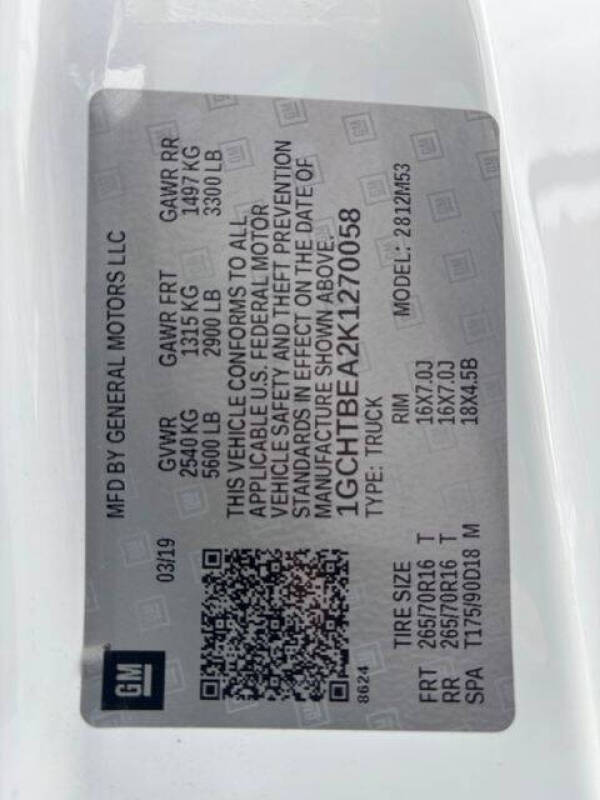 GM
MFD BY GENERAL MOTORS LLC
03/19
GVWR GAWR FRT GAWR RR
2540 KG 1315 KG 1497 KG
5600 LB 2900 LB 3300 LB
THIS VEHICLE CONFORMS TO ALL
APPLICABLE U.S. FEDERAL MOTOR
VEHICLE SAFETY AND THEFT PREVENTION
STANDARDS IN EFFECT ON THE DATE OF
MANUFACTURE SHOWN ABOVE.
1GCHTBEA2K1270058
8624
TYPE: TRUCK
MODEL: 2812M53
TIRE SIZE RIM
FRT 265/70R16 T 16X7.0J
RR 265/70R16 T 16X7.0J
SPA T175/90D18 M 18X4.5B